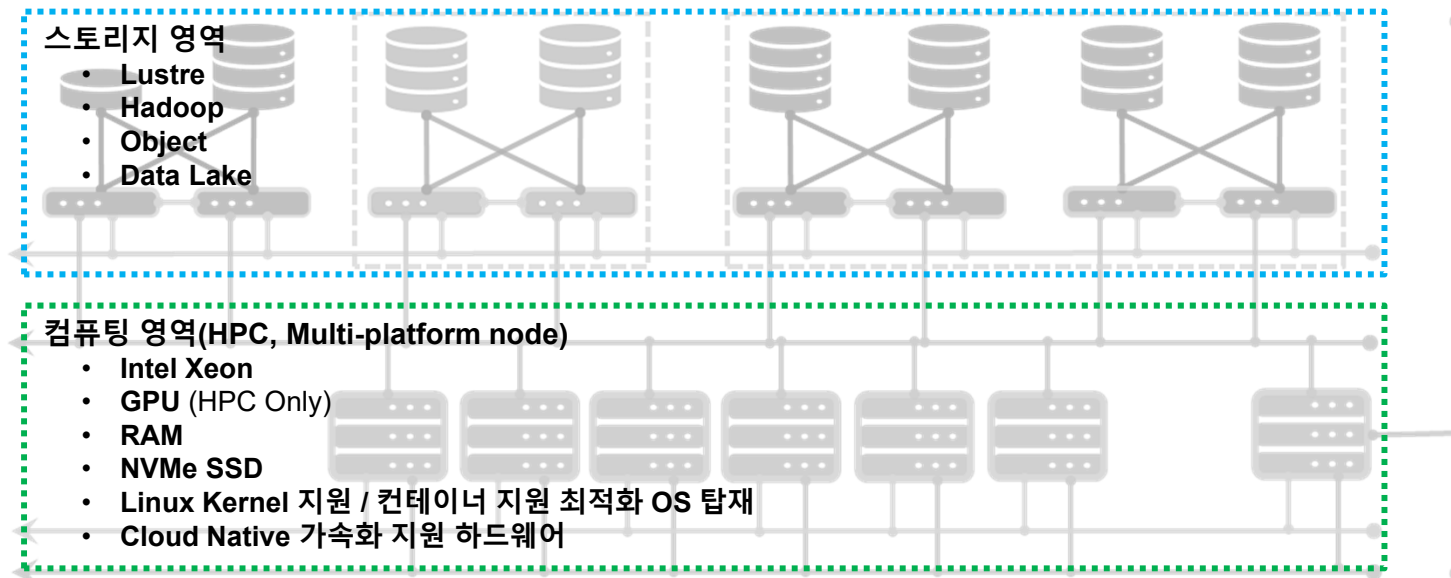 스토리지 영역
• Lustre
• Hadoop
• Object
• Data Lake
컴퓨팅 영역(HPC, Multi-platform node)
• Intel Xeon
• GPU (HPC Only)
• RAM
• NVMe SSD
• Linux Kernel 지원 / 컨테이너 지원 최적화 OS 탑재
• Cloud Native 가속화 지원 하드웨어